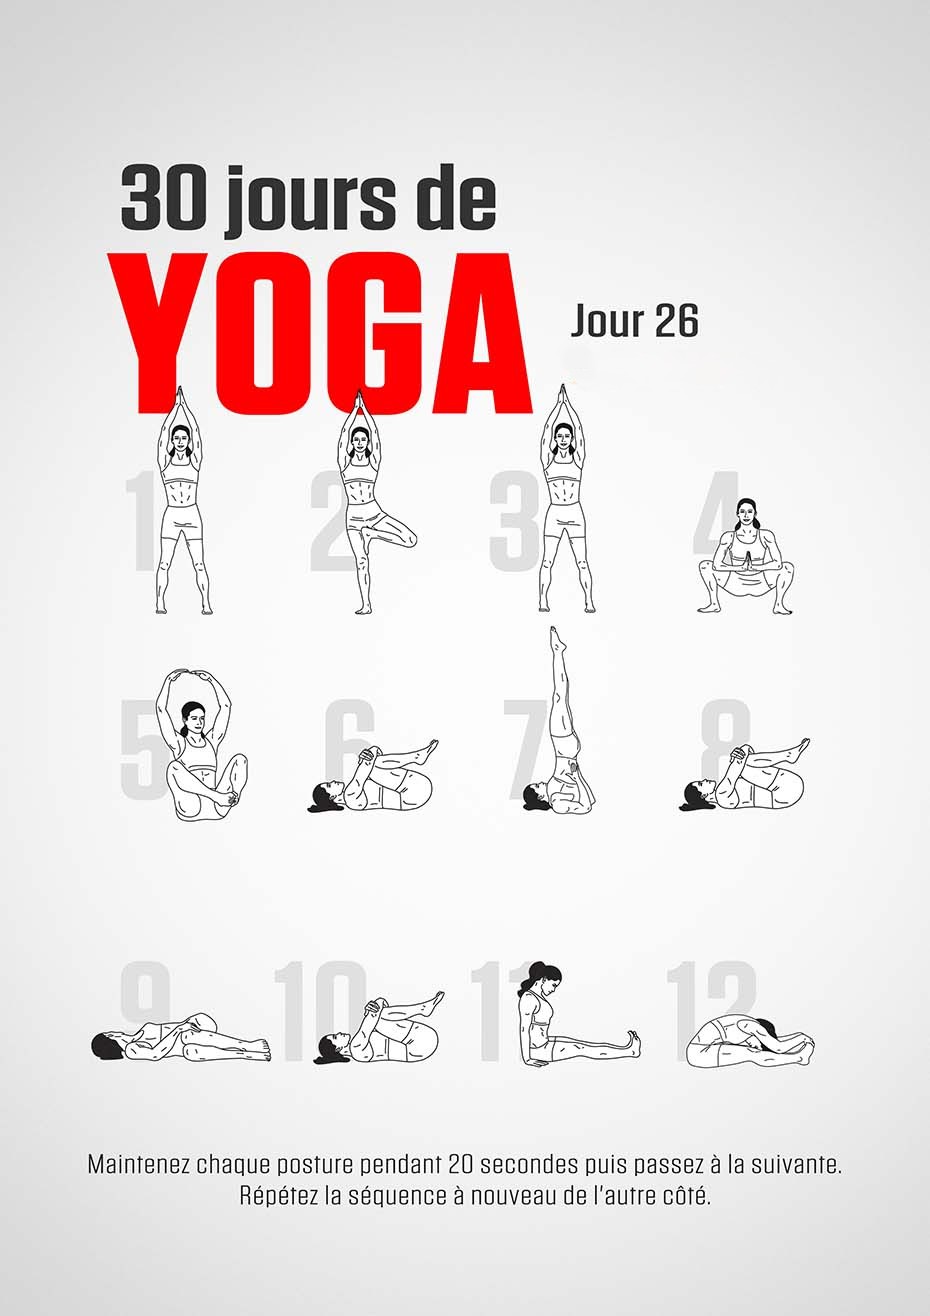 30 jours de
YOGA
Jour 26
1 2 3 4
5 6 7 8
9 10 11 12
Maintenez chaque posture pendant 20 secondes puis passez à la suivante.
Répétez la séquence à nouveau de l'autre côté.